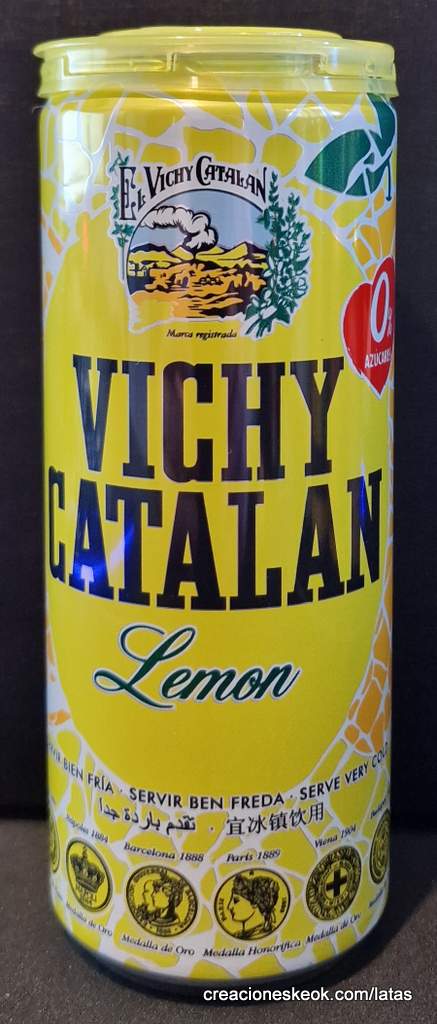 EL VICHY CATALAN
Marca registrada
0%
AZUCARES
VICHY
CATALAN
Lemon
SERVIR BIEN FRÍA · SERVIR BEN FREDA · SERVE VERY COLD
تقدم باردة جدا · 宜冰镇饮用
Nápoles 1884
Barcelona 1888
París 1889
Viena 1904
Medalla de Oro
Medalla de Oro
Medalla Honorífica
Medalla de Oro
creacioneskeok.com/latas